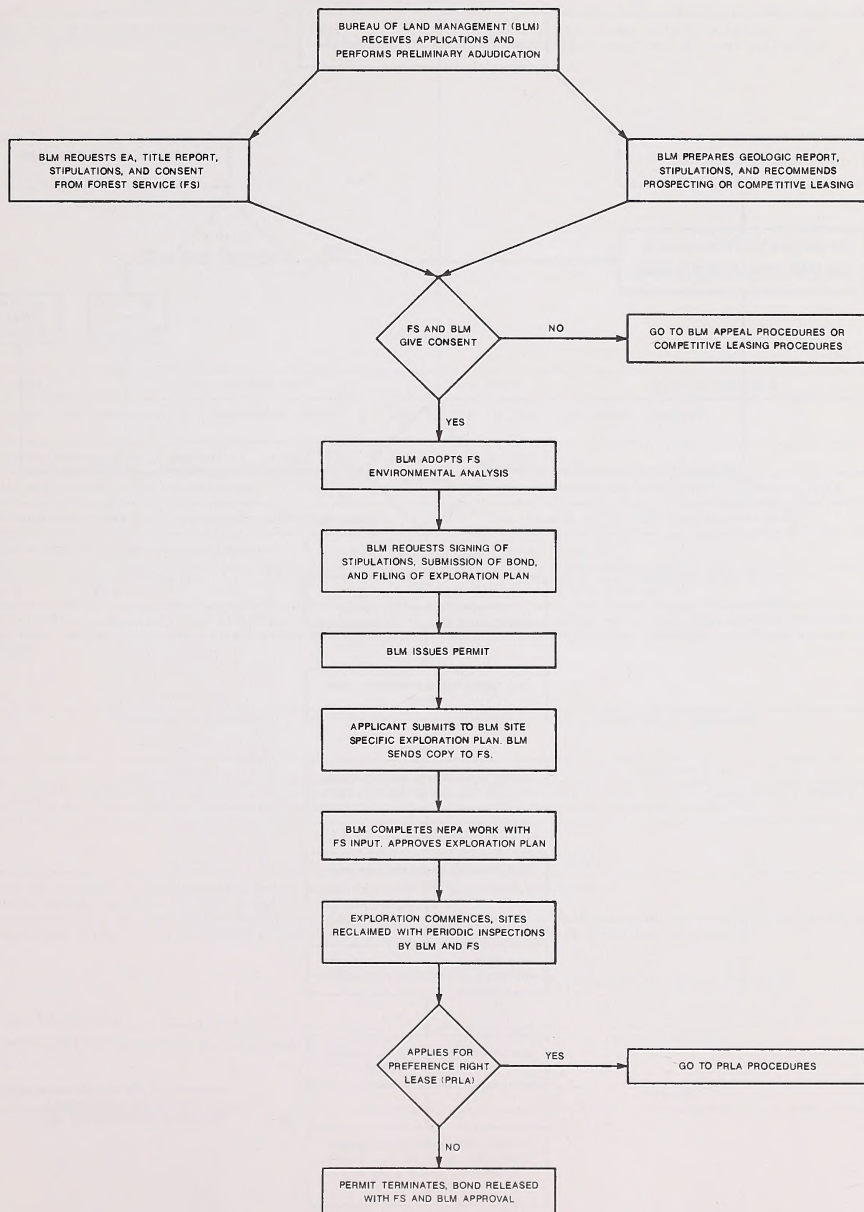 BUREAU OF LAND MANAGEMENT (BLM)
RECEIVES APPLICATIONS AND
PERFORMS PRELIMINARY ADJUDICATION
BLM REQUESTS EA, TITLE REPORT,
STIPULATIONS, AND CONSENT
FROM FOREST SERVICE (FS)
BLM PREPARES GEOLOGIC REPORT,
STIPULATIONS, AND RECOMMENDS
PROSPECTING OR COMPETITIVE LEASING
FS AND BLM
GIVE CONSENT
NO
GO TO BLM APPEAL PROCEDURES OR
COMPETITIVE LEASING PROCEDURES
YES
BLM ADOPTS FS
ENVIRONMENTAL ANALYSIS
BLM REQUESTS SIGNING OF
STIPULATIONS, SUBMISSION OF BOND,
AND FILING OF EXPLORATION PLAN
BLM ISSUES PERMIT
APPLICANT SUBMITS TO BLM SITE
SPECIFIC EXPLORATION PLAN. BLM
SENDS COPY TO FS.
BLM COMPLETES NEPA WORK WITH
FS INPUT. APPROVES EXPLORATION PLAN
EXPLORATION COMMENCES, SITES
RECLAIMED WITH PERIODIC INSPECTIONS
BY BLM AND FS
APPLIES FOR
PREFERENCE RIGHT
LEASE (PRLA)
YES
GO TO PRLA PROCEDURES
NO
PERMIT TERMINATES, BOND RELEASED
WITH FS AND BLM APPROVAL